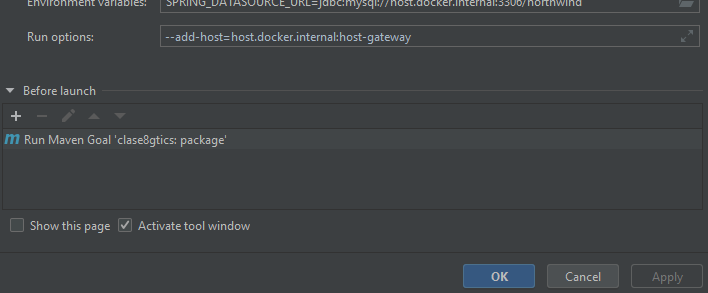 Environment variables: SPRING_DATASOURCE_URL=jdbc:mysql://host.docker.internal:3306/northwind
Run options: --add-host=host.docker.internal:host-gateway
Before launch
m Run Maven Goal 'clase8gtics: package'
Show this page Activate tool window
OK Cancel Apply